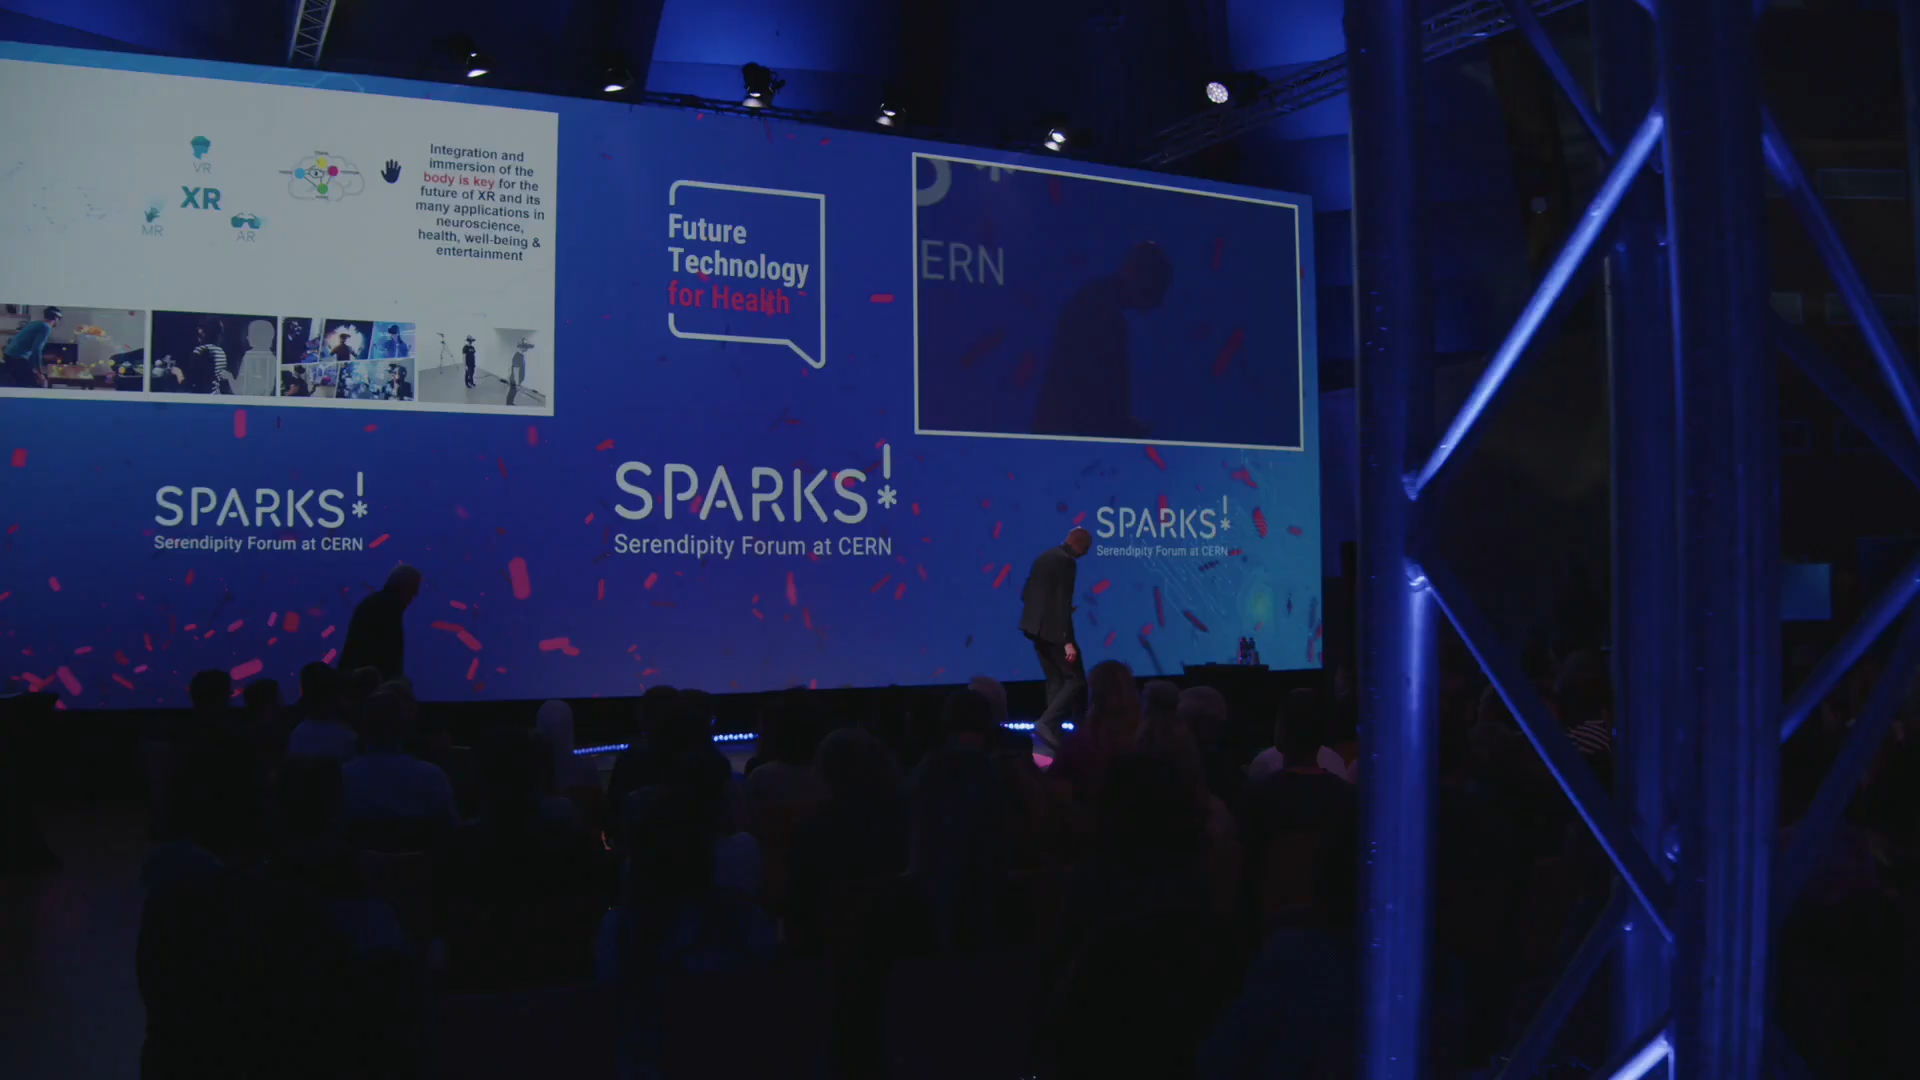 VR
XR
MR
AR
Integration and
immersion of the
body is key for the
future of XR and its
many applications in
neuroscience,
health, well-being &
entertainment
Future
Technology
for Health
ERN
SPARKS!
Serendipity Forum at CERN
SPARKS!
Serendipity Forum at CERN
SPARKS!
Serendipity Forum at CERN